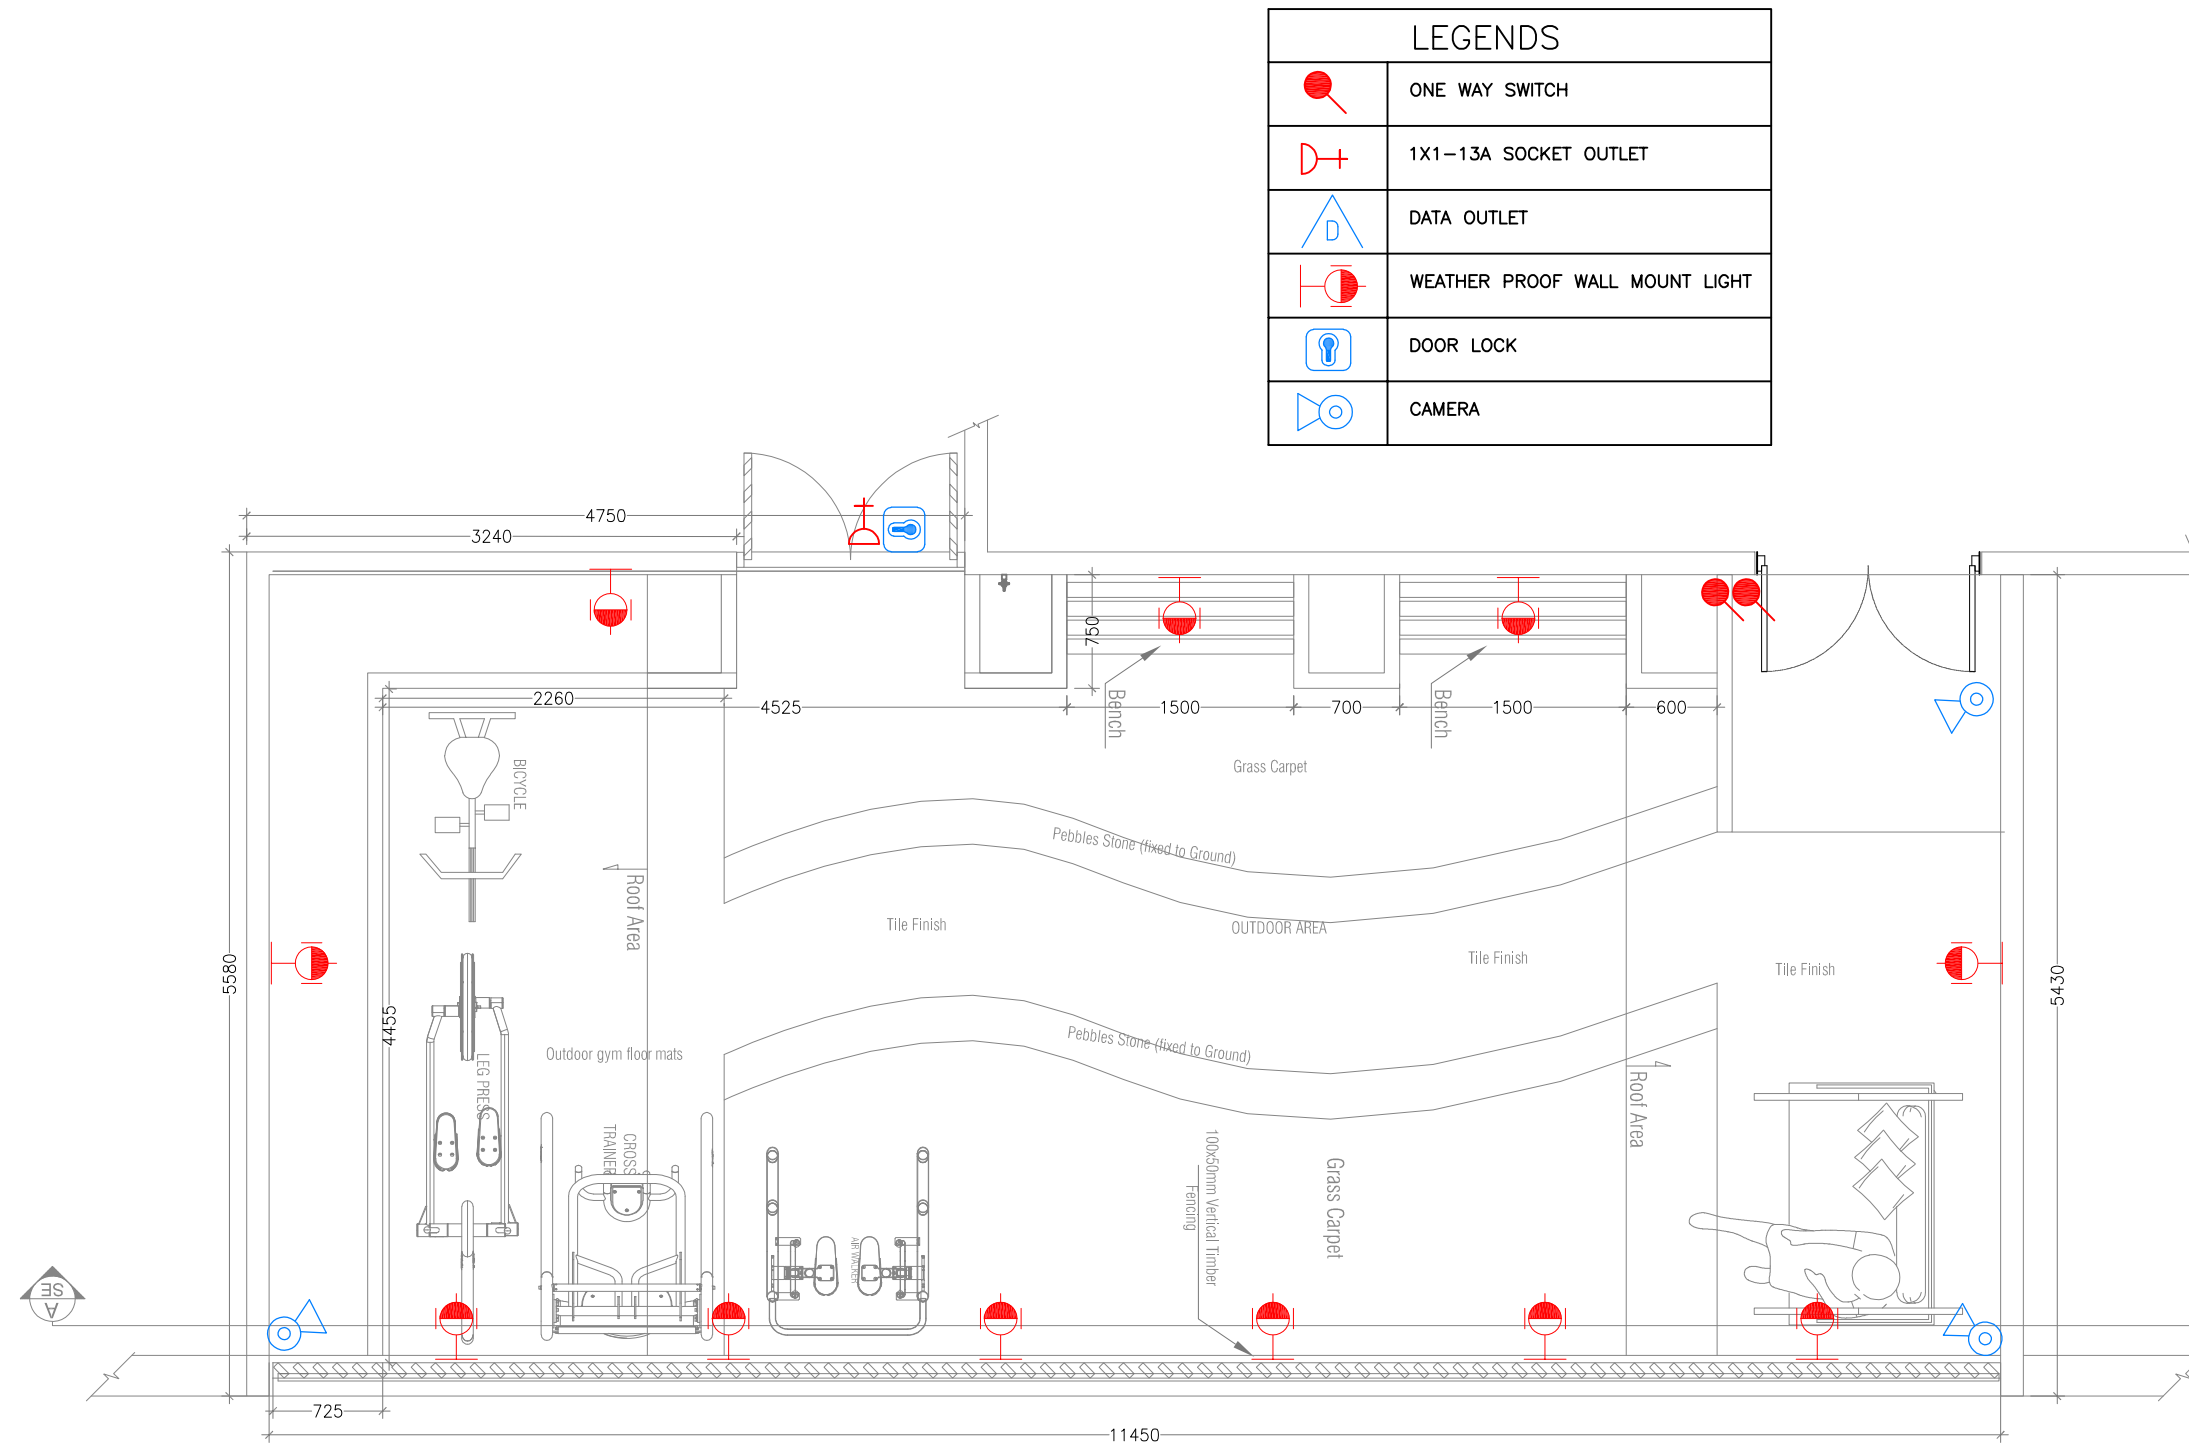 LEGENDS
ONE WAY SWITCH
1X1-13A SOCKET OUTLET
D
DATA OUTLET
WEATHER PROOF WALL MOUNT LIGHT
DOOR LOCK
CAMERA
4750
3240
750
2260
4525
1500
700
1500
600
Bench
Bench
BICYCLE
Grass Carpet
Pebbles Stone (fixed to Ground)
Roof Area
Tile Finish
OUTDOOR AREA
Tile Finish
Tile Finish
5580
5430
4455
Outdoor gym floor mats
Pebbles Stone (fixed to Ground)
LEG PRESS
Roof Area
CROSS
TRAINER
100x50mm Vertical Timber
Fencing
Grass Carpet
AIR WALKER
SE
A
725
11450